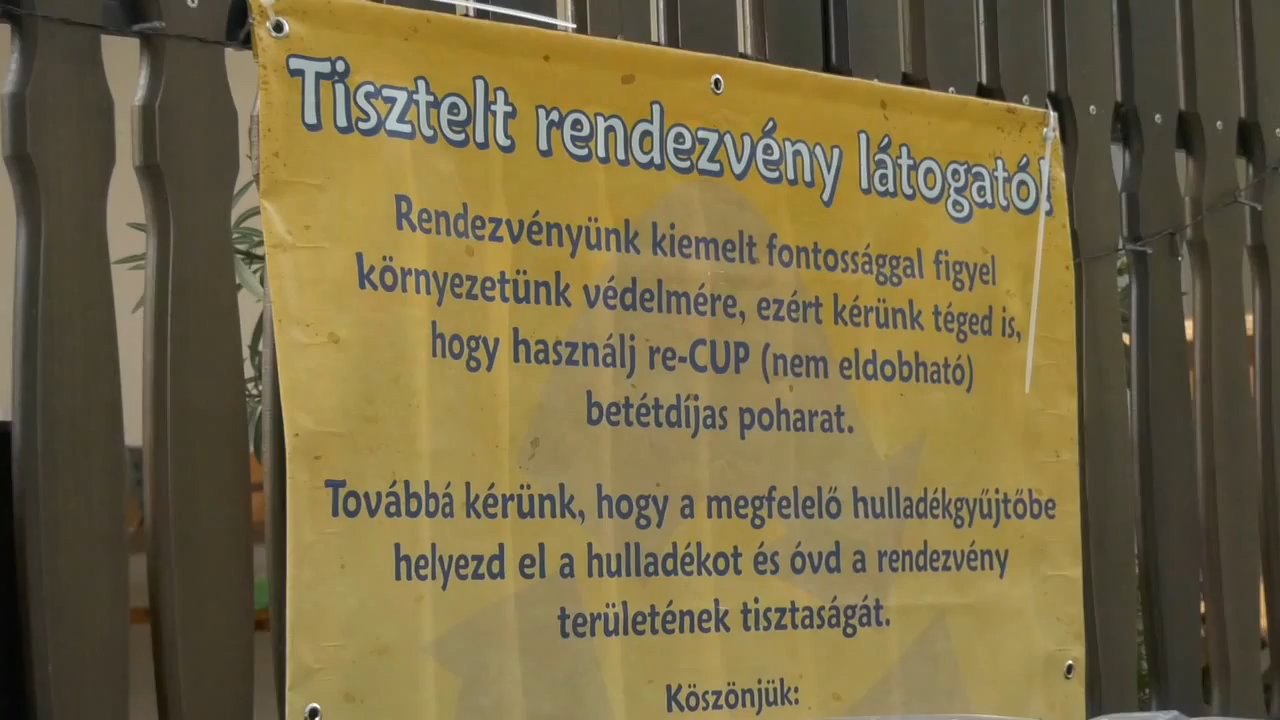 Tisztelt rendezvény látogató!
Rendezvényünk kiemelt fontossággal figyel
környezetünk védelmére, ezért kérünk téged is,
hogy használj re-CUP (nem eldobható)
betétdíjas poharat.
Továbbá kérünk, hogy a megfelelő hulladékgyűjtőbe
helyezd el a hulladékot és óvd a rendezvény
területének tisztaságát.
Köszönjük: